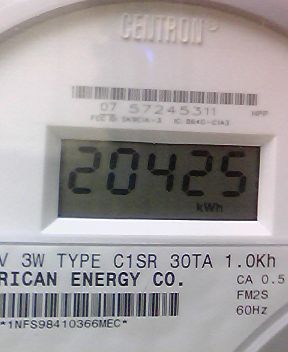 CENTRON®
07 57245311
HPP
20425
kWh
V 3W TYPE C1SR 30TA 1.0Kh
RICAN ENERGY CO.
CA 0.5
FM2S
60Hz
*1NFS98410366MEC*